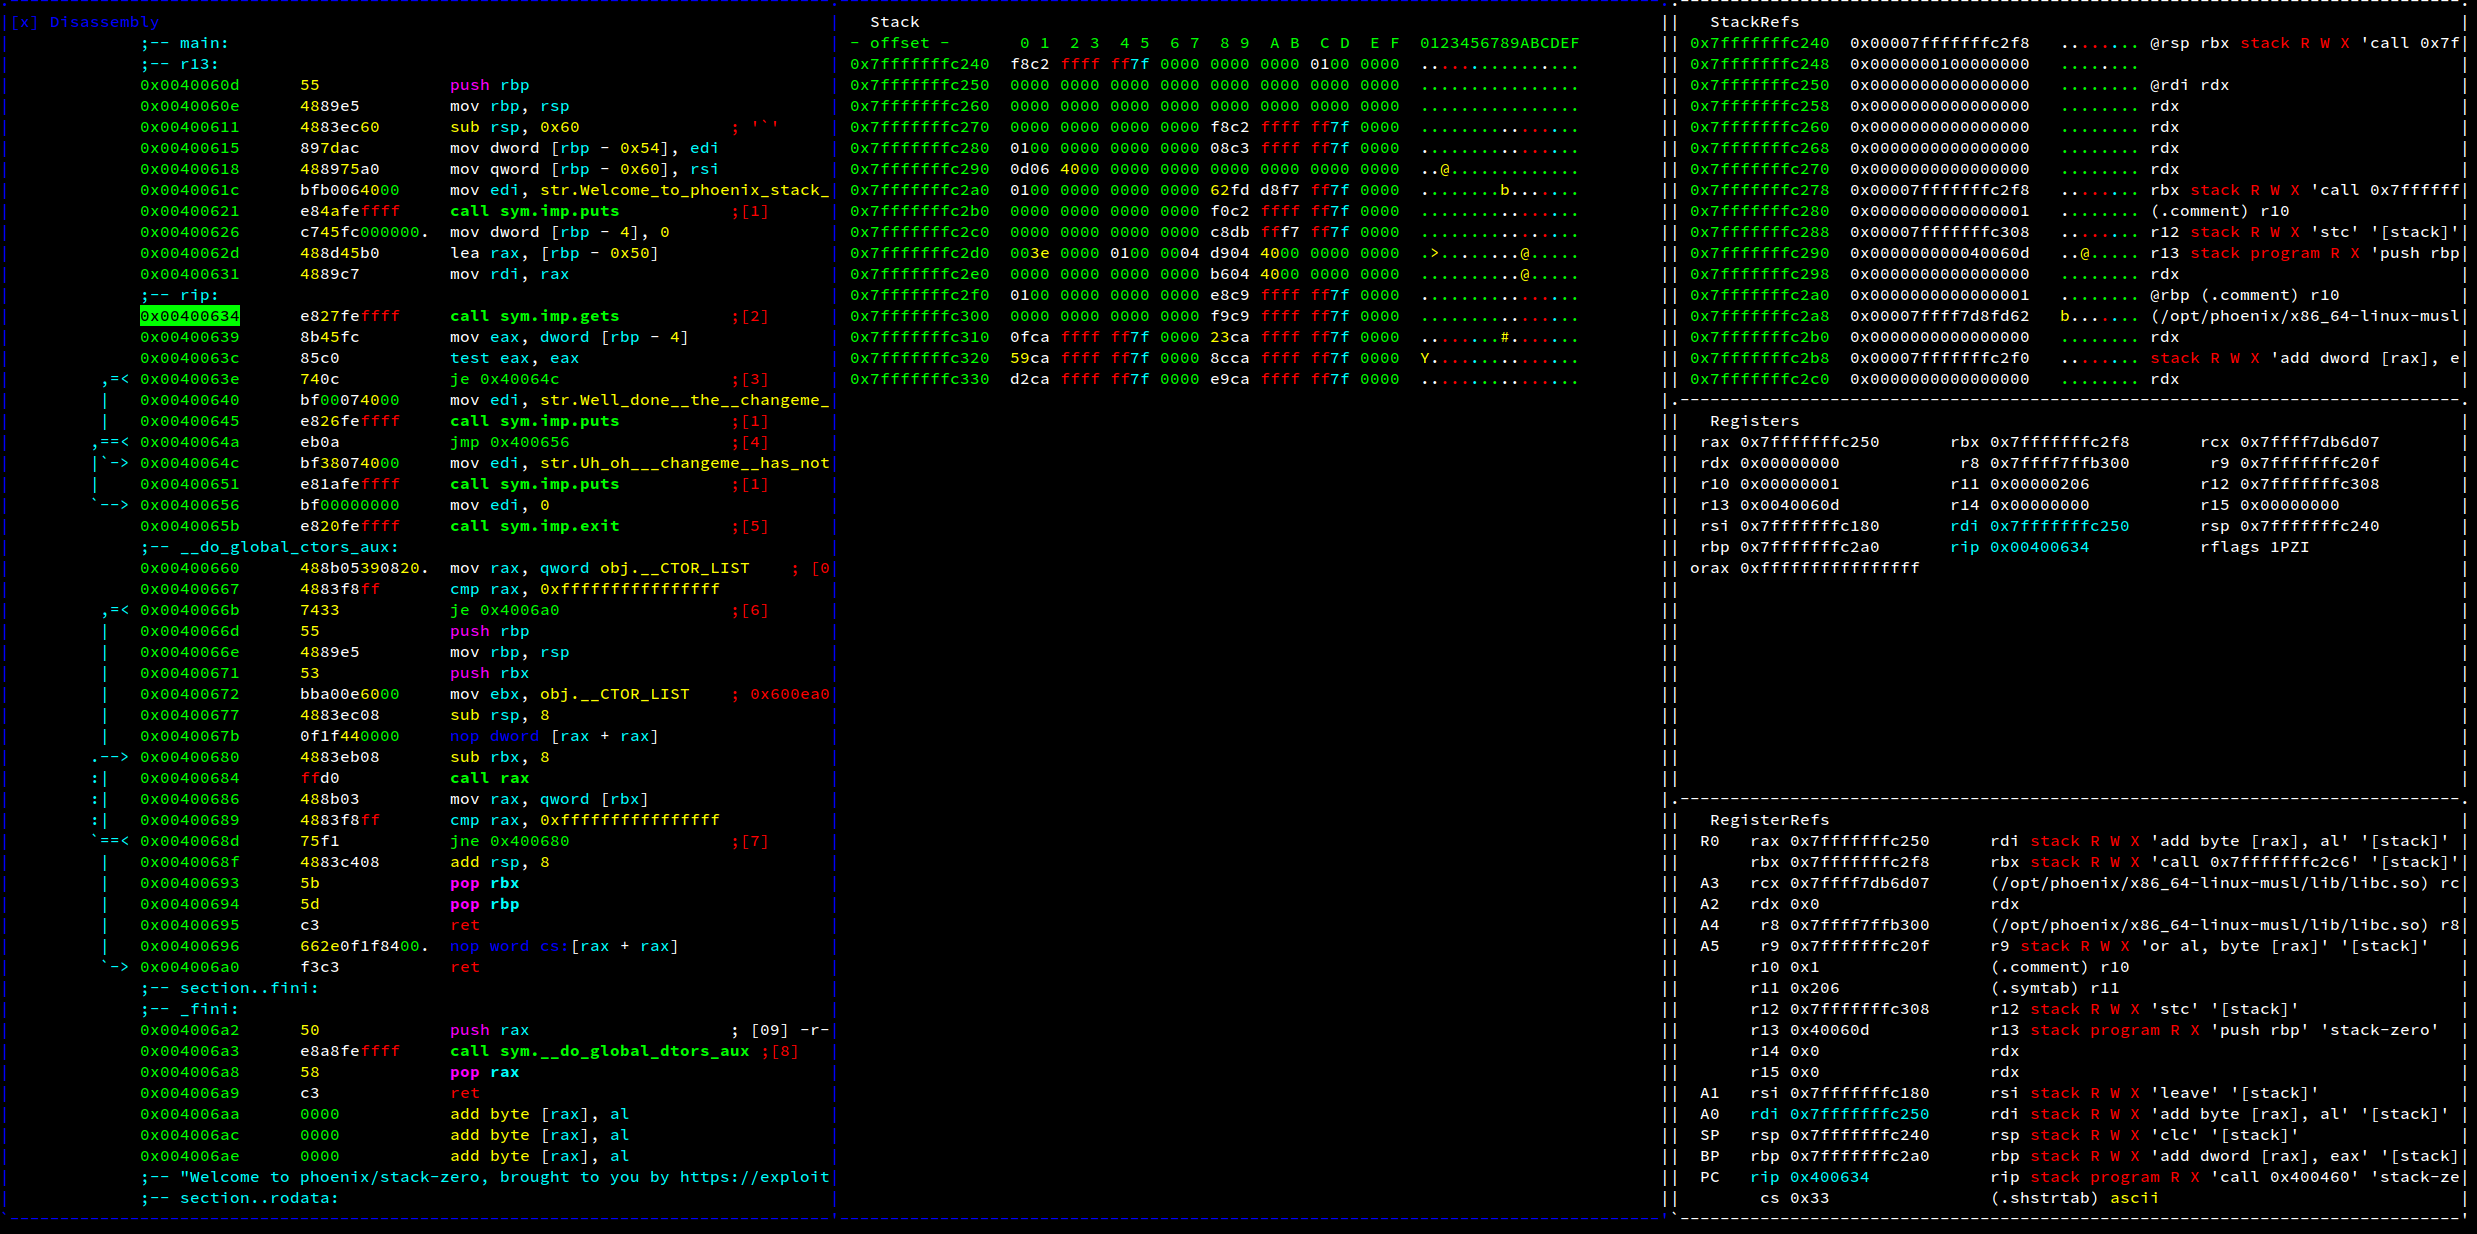 [x] Disassembly
;-- main:
;-- r13:
0x0040060d 55 push rbp
0x0040060e 4889e5 mov rbp, rsp
0x00400611 4883ec60 sub rsp, 0x60 ; '`'
0x00400615 897dac mov dword [rbp - 0x54], edi
0x00400618 488975a0 mov qword [rbp - 0x60], rsi
0x0040061c bfb0064000 mov edi, str.Welcome_to_phoenix_stack_
0x00400621 e84afeffff call sym.imp.puts ;[1]
0x00400626 c745fc000000. mov dword [rbp - 4], 0
0x0040062d 488d45b0 lea rax, [rbp - 0x50]
0x00400631 4889c7 mov rdi, rax
;-- rip:
0x00400634 e827feffff call sym.imp.gets ;[2]
0x00400639 8b45fc mov eax, dword [rbp - 4]
0x0040063c 85c0 test eax, eax
,=< 0x0040063e 740c je 0x40064c ;[3]
| 0x00400640 bf00074000 mov edi, str.Well_done__the__changeme_
| 0x00400645 e826feffff call sym.imp.puts ;[1]
,==< 0x0040064a eb0a jmp 0x400656 ;[4]
|`-> 0x0040064c bf38074000 mov edi, str.Uh_oh___changeme__has_not
| 0x00400651 e81afeffff call sym.imp.puts ;[1]
`--> 0x00400656 bf00000000 mov edi, 0
0x0040065b e820feffff call sym.imp.exit ;[5]
;-- __do_global_ctors_aux:
0x00400660 488b05390820. mov rax, qword obj.__CTOR_LIST ; [0
0x00400667 4883f8ff cmp rax, 0xffffffffffffffff
,=< 0x0040066b 7433 je 0x4006a0 ;[6]
| 0x0040066d 55 push rbp
| 0x0040066e 4889e5 mov rbp, rsp
| 0x00400671 53 push rbx
| 0x00400672 bba00e6000 mov ebx, obj.__CTOR_LIST ; 0x600ea0
| 0x00400677 4883ec08 sub rsp, 8
| 0x0040067b 0f1f440000 nop dword [rax + rax]
.--> 0x00400680 4883eb08 sub rbx, 8
:| 0x00400684 ffd0 call rax
:| 0x00400686 488b03 mov rax, qword [rbx]
:| 0x00400689 4883f8ff cmp rax, 0xffffffffffffffff
`==< 0x0040068d 75f1 jne 0x400680 ;[7]
| 0x0040068f 4883c408 add rsp, 8
| 0x00400693 5b pop rbx
| 0x00400694 5d pop rbp
| 0x00400695 c3 ret
| 0x00400696 662e0f1f8400. nop word cs:[rax + rax]
`-> 0x004006a0 f3c3 ret
;-- section..fini:
;-- _fini:
0x004006a2 50 push rax ; [09] -r-
0x004006a3 e8a8feffff call sym.__do_global_dtors_aux ;[8]
0x004006a8 58 pop rax
0x004006a9 c3 ret
0x004006aa 0000 add byte [rax], al
0x004006ac 0000 add byte [rax], al
0x004006ae 0000 add byte [rax], al
;-- "Welcome to phoenix/stack-zero, brought to you by https://exploit
;-- section..rodata:
Stack
- offset - 0 1 2 3 4 5 6 7 8 9 A B C D E F 0123456789ABCDEF
0x7fffffffc240 f8c2 ffff ff7f 0000 0000 0000 0100 0000 ................
0x7fffffffc250 0000 0000 0000 0000 0000 0000 0000 0000 ................
0x7fffffffc260 0000 0000 0000 0000 0000 0000 0000 0000 ................
0x7fffffffc270 0000 0000 0000 0000 f8c2 ffff ff7f 0000 ................
0x7fffffffc280 0100 0000 0000 0000 08c3 ffff ff7f 0000 ................
0x7fffffffc290 0d06 4000 0000 0000 0000 0000 0000 0000 ..@.............
0x7fffffffc2a0 0100 0000 0000 0000 62fd d8f7 ff7f 0000 ........b.......
0x7fffffffc2b0 0000 0000 0000 0000 f0c2 ffff ff7f 0000 ................
0x7fffffffc2c0 0000 0000 0000 0000 c8db fff7 ff7f 0000 ................
0x7fffffffc2d0 003e 0000 0100 0004 d904 4000 0000 0000 .>........@.....
0x7fffffffc2e0 0000 0000 0000 0000 b604 4000 0000 0000 ..........@.....
0x7fffffffc2f0 0100 0000 0000 0000 e8c9 ffff ff7f 0000 ................
0x7fffffffc300 0000 0000 0000 0000 f9c9 ffff ff7f 0000 ................
0x7fffffffc310 0fca ffff ff7f 0000 23ca ffff ff7f 0000 ........#.......
0x7fffffffc320 59ca ffff ff7f 0000 8cca ffff ff7f 0000 Y...............
0x7fffffffc330 d2ca ffff ff7f 0000 e9ca ffff ff7f 0000 ................
StackRefs
0x7fffffffc240 0x00007fffffffc2f8 ........ @rsp rbx stack R W X 'call 0x7f
0x7fffffffc248 0x0000000100000000 ........
0x7fffffffc250 0x0000000000000000 ........ @rdi rdx
0x7fffffffc258 0x0000000000000000 ........ rdx
0x7fffffffc260 0x0000000000000000 ........ rdx
0x7fffffffc268 0x0000000000000000 ........ rdx
0x7fffffffc270 0x0000000000000000 ........ rdx
0x7fffffffc278 0x00007fffffffc2f8 ........ rbx stack R W X 'call 0x7ffffff
0x7fffffffc280 0x0000000000000001 ........ (.comment) r10
0x7fffffffc288 0x00007fffffffc308 ........ r12 stack R W X 'stc' '[stack]'
0x7fffffffc290 0x000000000040060d ..@..... r13 stack program R X 'push rbp
0x7fffffffc298 0x0000000000000000 ........ rdx
0x7fffffffc2a0 0x0000000000000001 ........ @rbp (.comment) r10
0x7fffffffc2a8 0x00007ffff7d8fd62 b....... (/opt/phoenix/x86_64-linux-musl
0x7fffffffc2b0 0x0000000000000000 ........ rdx
0x7fffffffc2b8 0x00007fffffffc2f0 ........ stack R W X 'add dword [rax], e
0x7fffffffc2c0 0x0000000000000000 ........ rdx
Registers
rax 0x7fffffffc250 rbx 0x7fffffffc2f8 rcx 0x7ffff7db6d07
rdx 0x00000000 r8 0x7ffff7ffb300 r9 0x7fffffffc20f
r10 0x00000001 r11 0x00000206 r12 0x7fffffffc308
r13 0x0040060d r14 0x00000000 r15 0x00000000
rsi 0x7fffffffc180 rdi 0x7fffffffc250 rsp 0x7fffffffc240
rbp 0x7fffffffc2a0 rip 0x00400634 rflags 1PZI
orax 0xffffffffffffffff
RegisterRefs
R0 rax 0x7fffffffc250 rdi stack R W X 'add byte [rax], al' '[stack]'
rbx 0x7fffffffc2f8 rbx stack R W X 'call 0x7fffffffc2c6' '[stack]'
A3 rcx 0x7ffff7db6d07 (/opt/phoenix/x86_64-linux-musl/lib/libc.so) rc
A2 rdx 0x0 rdx
A4 r8 0x7ffff7ffb300 (/opt/phoenix/x86_64-linux-musl/lib/libc.so) r8
A5 r9 0x7fffffffc20f r9 stack R W X 'or al, byte [rax]' '[stack]'
r10 0x1 (.comment) r10
r11 0x206 (.symtab) r11
r12 0x7fffffffc308 r12 stack R W X 'stc' '[stack]'
r13 0x40060d r13 stack program R X 'push rbp' 'stack-zero'
r14 0x0 rdx
r15 0x0 rdx
A1 rsi 0x7fffffffc180 rsi stack R W X 'leave' '[stack]'
A0 rdi 0x7fffffffc250 rdi stack R W X 'add byte [rax], al' '[stack]'
SP rsp 0x7fffffffc240 rsp stack R W X 'clc' '[stack]'
BP rbp 0x7fffffffc2a0 rbp stack R W X 'add dword [rax], eax' '[stack]
PC rip 0x400634 rip stack program R X 'call 0x400460' 'stack-ze
cs 0x33 (.shstrtab) ascii